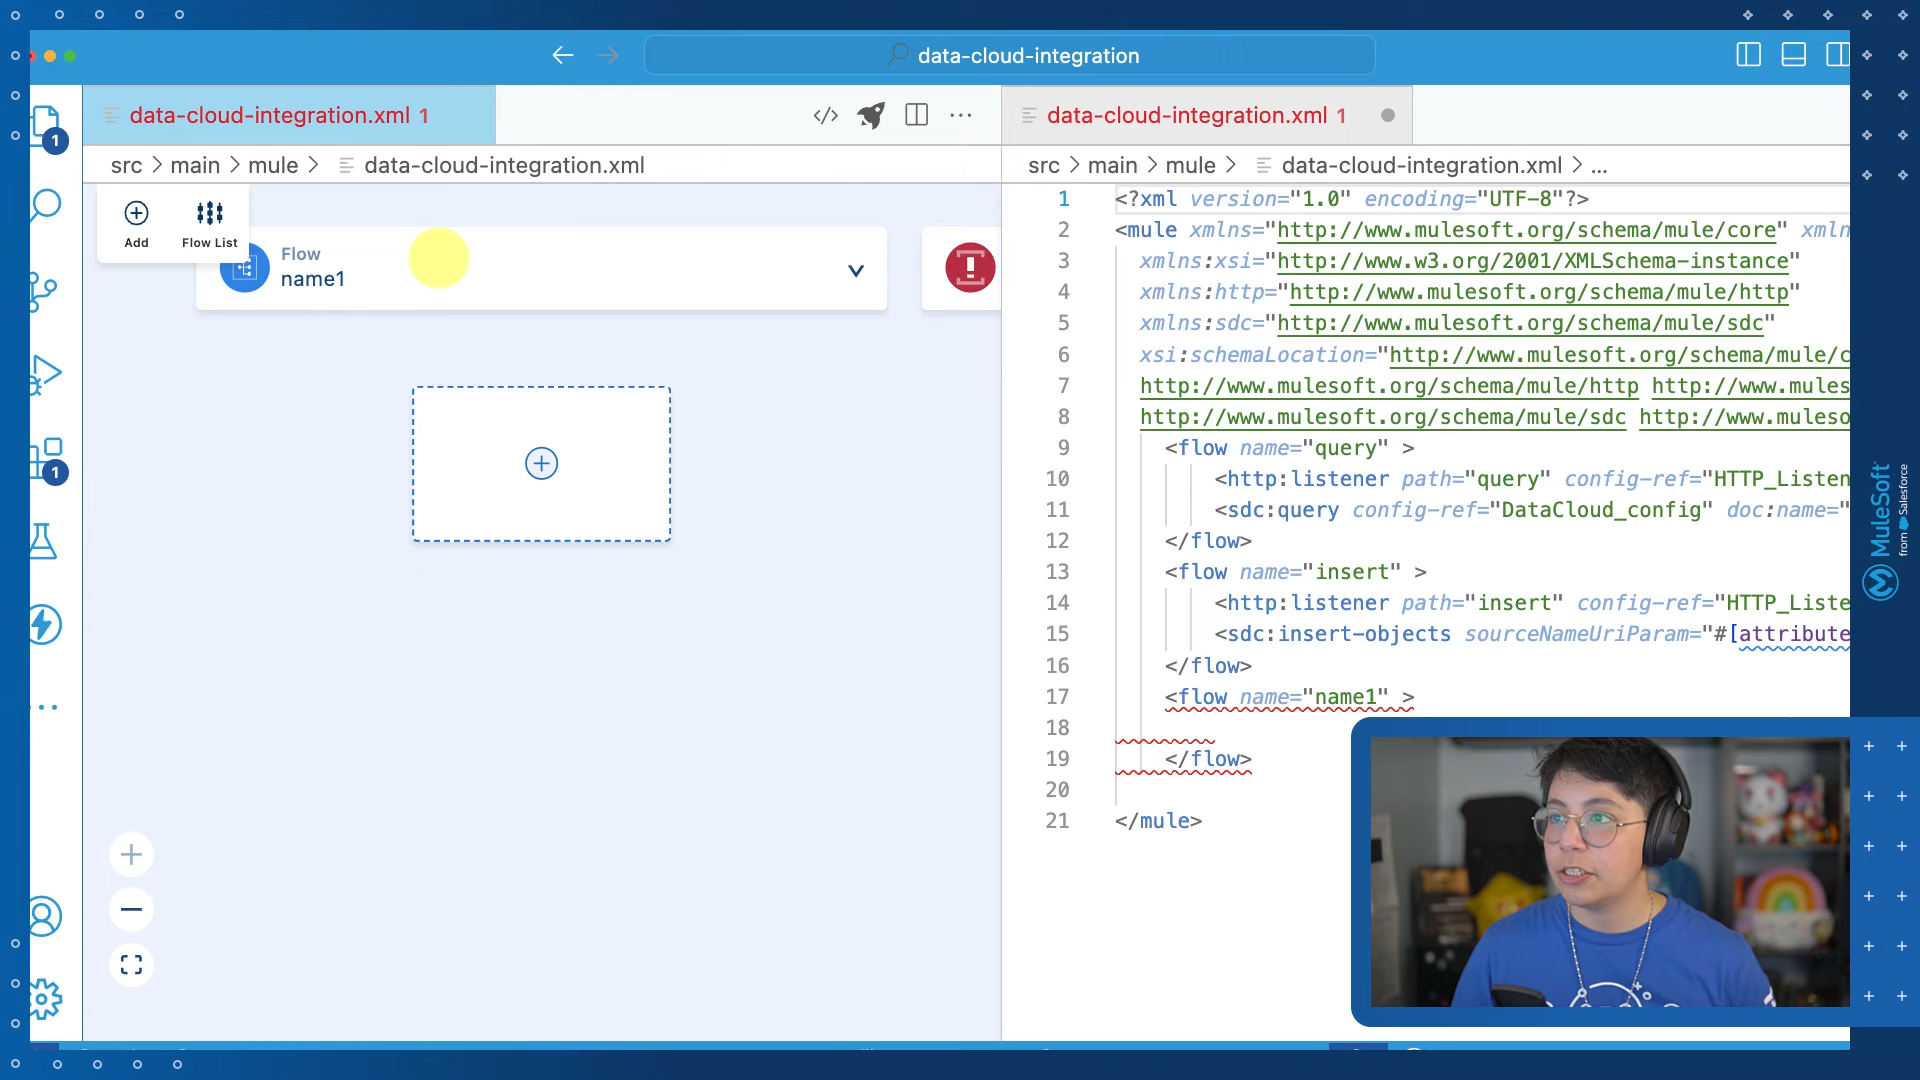 data-cloud-integration
data-cloud-integration.xml 1
data-cloud-integration.xml 1
src > main > mule > data-cloud-integration.xml
src > main > mule > data-cloud-integration.xml > ...
Add
Flow List
Flow
name1
1
1
1 <?xml version="1.0" encoding="UTF-8"?>
2 <mule xmlns="http://www.mulesoft.org/schema/mule/core" xmln
3 xmlns:xsi="http://www.w3.org/2001/XMLSchema-instance"
4 xmlns:http="http://www.mulesoft.org/schema/mule/http"
5 xmlns:sdc="http://www.mulesoft.org/schema/mule/sdc"
6 xsi:schemaLocation="http://www.mulesoft.org/schema/mule/c
7 http://www.mulesoft.org/schema/mule/http http://www.mules
8 http://www.mulesoft.org/schema/mule/sdc http://www.muleso
9 <flow name="query" >
10 <http:listener path="query" config-ref="HTTP_Listen
11 <sdc:query config-ref="DataCloud_config" doc:name="
12 </flow>
13 <flow name="insert" >
14 <http:listener path="insert" config-ref="HTTP_Liste
15 <sdc:insert-objects sourceNameUriParam="#[attribute
16 </flow>
17 <flow name="name1" >
18
19 </flow>
20
21 </mule>
MuleSoft
from Salesforce